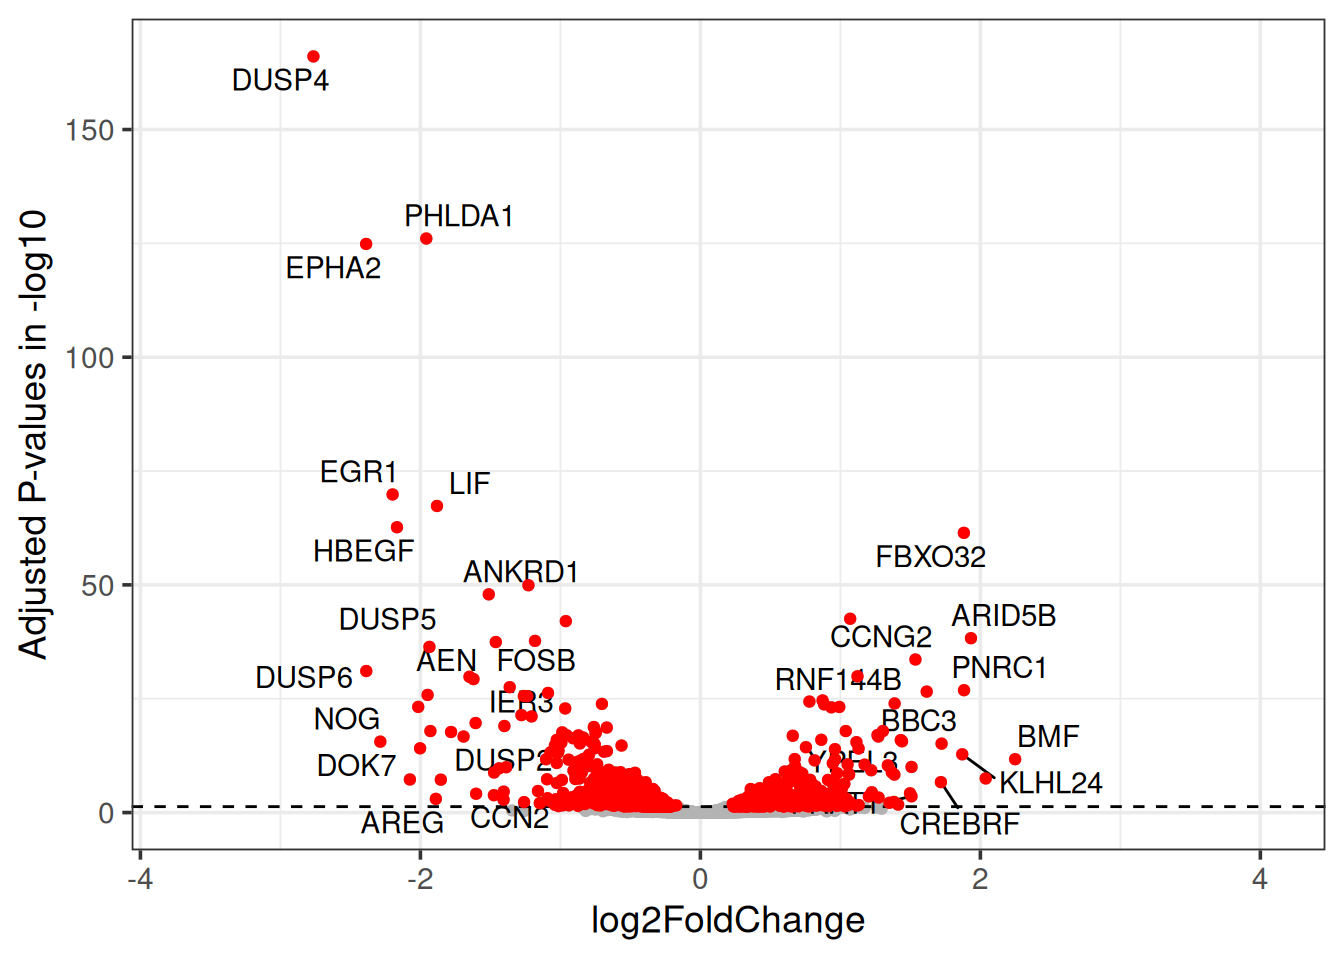 DUSP4
150
PHLDA1
EPHA2
Adjusted P-values in -log10
100
EGR1
LIF
HBEGF
FBXO32
ANKRD1
50
DUSP5
ARID5B
CCNG2
AEN
FOSB
PNRC1
DUSP6
RNF144B
IER3
NOG
BBC3
BMF
DUSP2
YPEL3
DOK7
KLHL24
0
AREG
CCN2
CREBRF
-4
-2
0
2
4
log2FoldChange